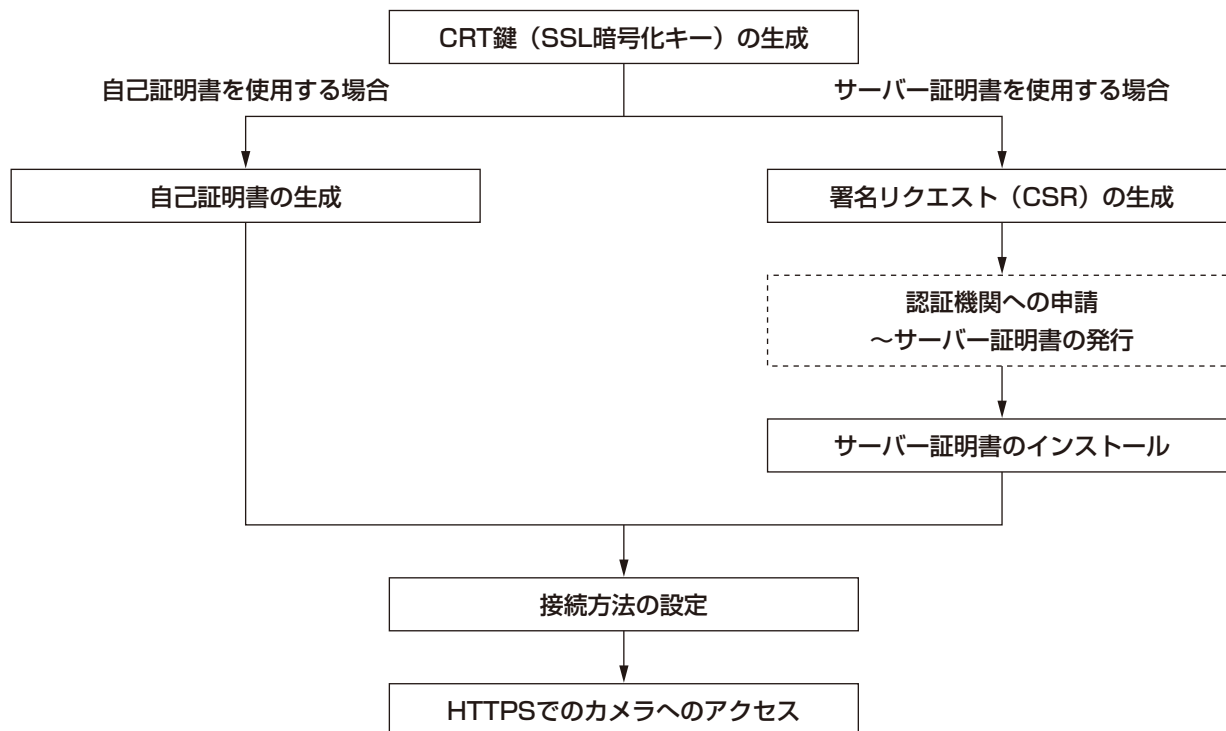 CRT鍵（SSL暗号化キー）の生成
自己証明書を使用する場合
サーバー証明書を使用する場合
自己証明書の生成
署名リクエスト（CSR）の生成
認証機関への申請
～サーバー証明書の発行
サーバー証明書のインストール
接続方法の設定
HTTPSでのカメラへのアクセス